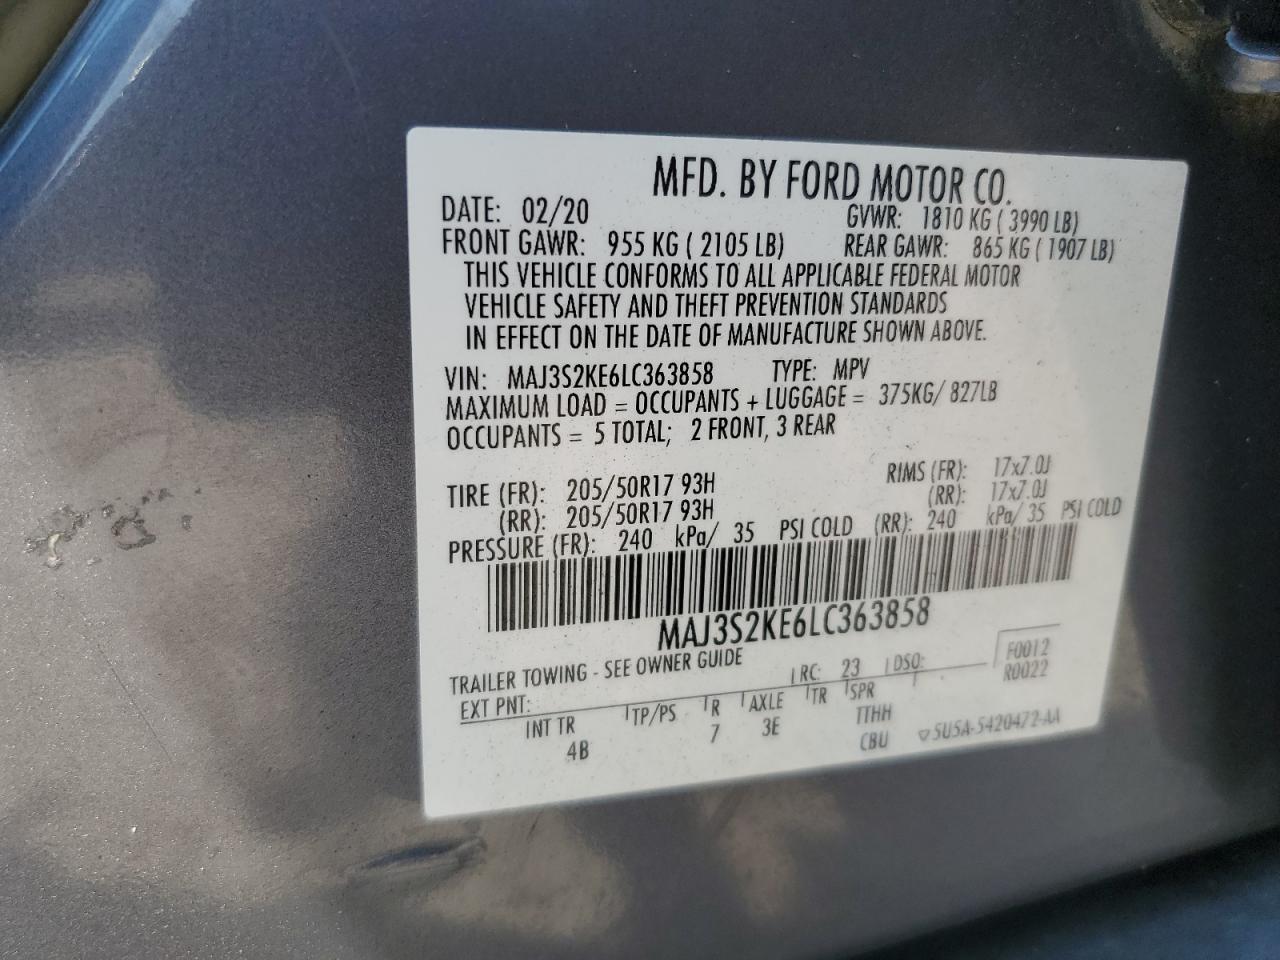 MFD. BY FORD MOTOR CO.
DATE: 02/20 GVWR: 1810 KG ( 3990 LB)
FRONT GAWR: 955 KG ( 2105 LB) REAR GAWR: 865 KG ( 1907 LB)
THIS VEHICLE CONFORMS TO ALL APPLICABLE FEDERAL MOTOR
VEHICLE SAFETY AND THEFT PREVENTION STANDARDS
IN EFFECT ON THE DATE OF MANUFACTURE SHOWN ABOVE.
VIN: MAJ3S2KE6LC363858 TYPE: MPV
MAXIMUM LOAD = OCCUPANTS + LUGGAGE = 375KG/ 827LB
OCCUPANTS = 5 TOTAL; 2 FRONT, 3 REAR
TIRE (FR): 205/50R17 93H RIMS (FR): 17x7.0J
(RR): 205/50R17 93H (RR): 17x7.0J
PRESSURE (FR): 240 kPa/ 35 PSI COLD (RR): 240 kPa/ 35 PSI COLD
MAJ3S2KE6LC363858
TRAILER TOWING - SEE OWNER GUIDE
EXT PNT: RC: 23 DSO: F0012
R0022
INT TR TP/PS R AXLE TR SPR
4B 7 3E TTHH
CBU 5U5A-5420472-AA